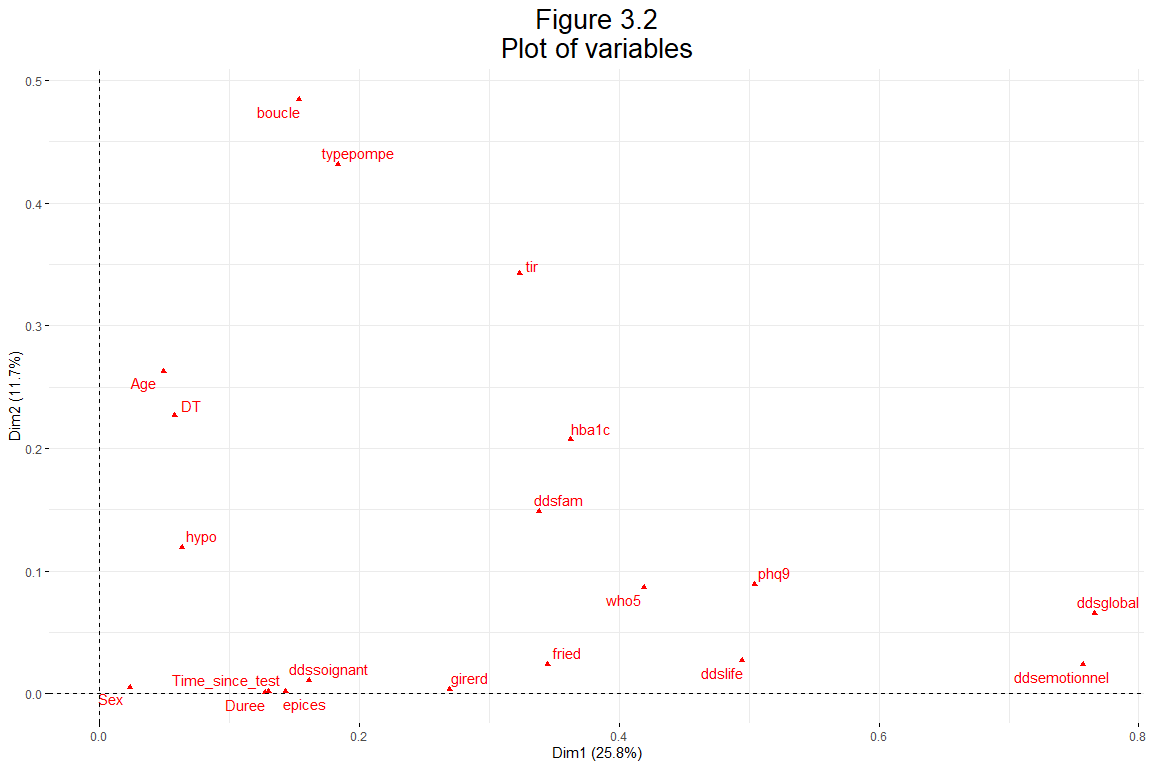 Figure 3.2
Plot of variables
0.5
boucle
typepompe
0.4
tir
0.3
Age
DT
hba1c
0.2
ddsfam
hypo
0.1
phq9
who5
ddsglobal
fried
ddssoignant
ddslife
girerd
ddsemotionnel
Time_since_test
0.0
Sex
Duree
epices
0.0
0.2
0.4
0.6
0.8
Dim1 (25.8%)
Dim2 (11.7%)